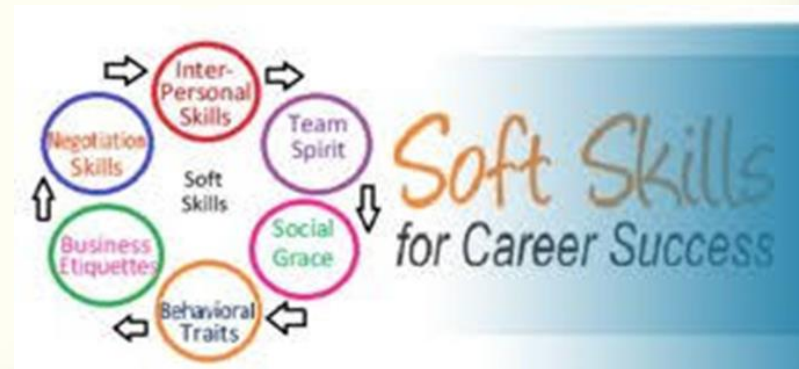 Inter-
Personal
Skills
Team
Spirit
Social
Grace
Behavioral
Traits
Business
Etiquettes
Negotiation
Skills
Soft
Skills
Soft Skills
for Career Success